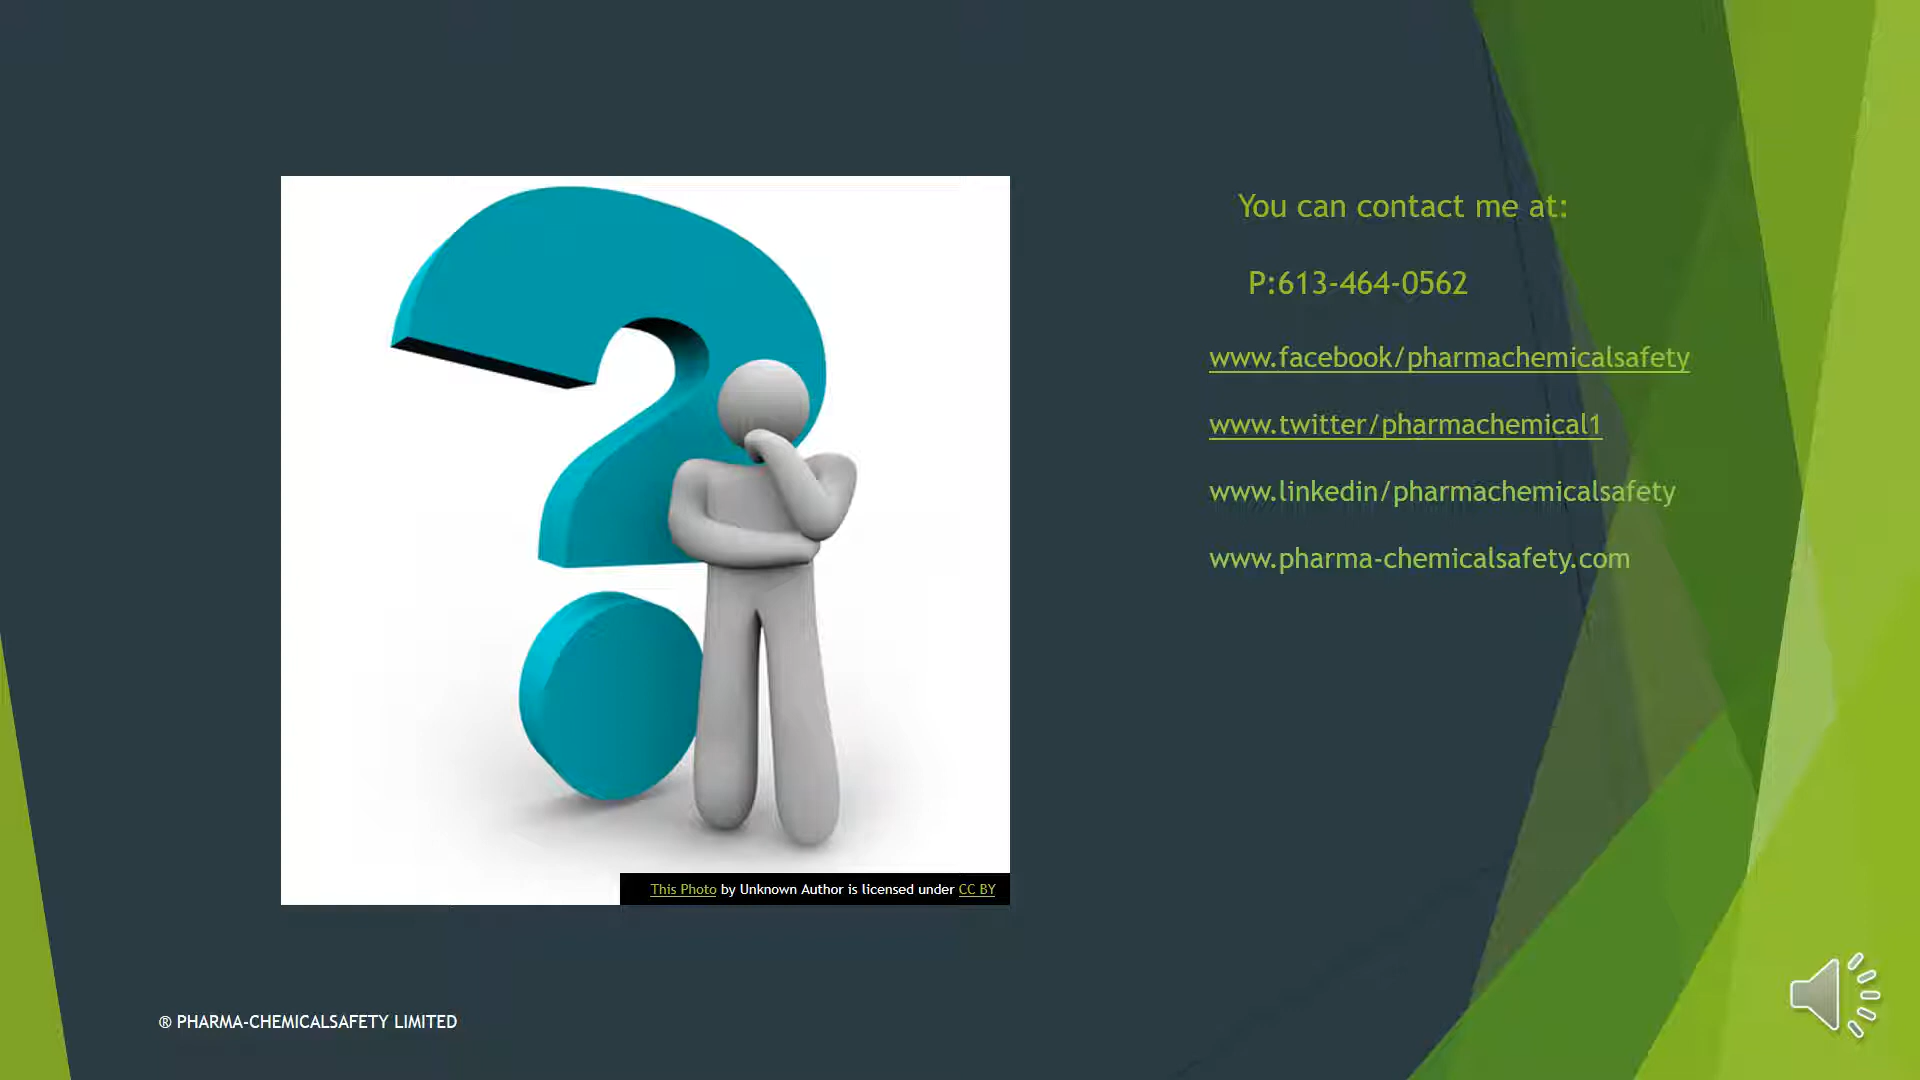 You can contact me at:
P:613-464-0562
www.facebook/pharmachemicalsafety
www.twitter/pharmachemical1
www.linkedin/pharmachemicalsafety
www.pharma-chemicalsafety.com
This Photo by Unknown Author is licensed under CC BY
® PHARMA-CHEMICALSAFETY LIMITED